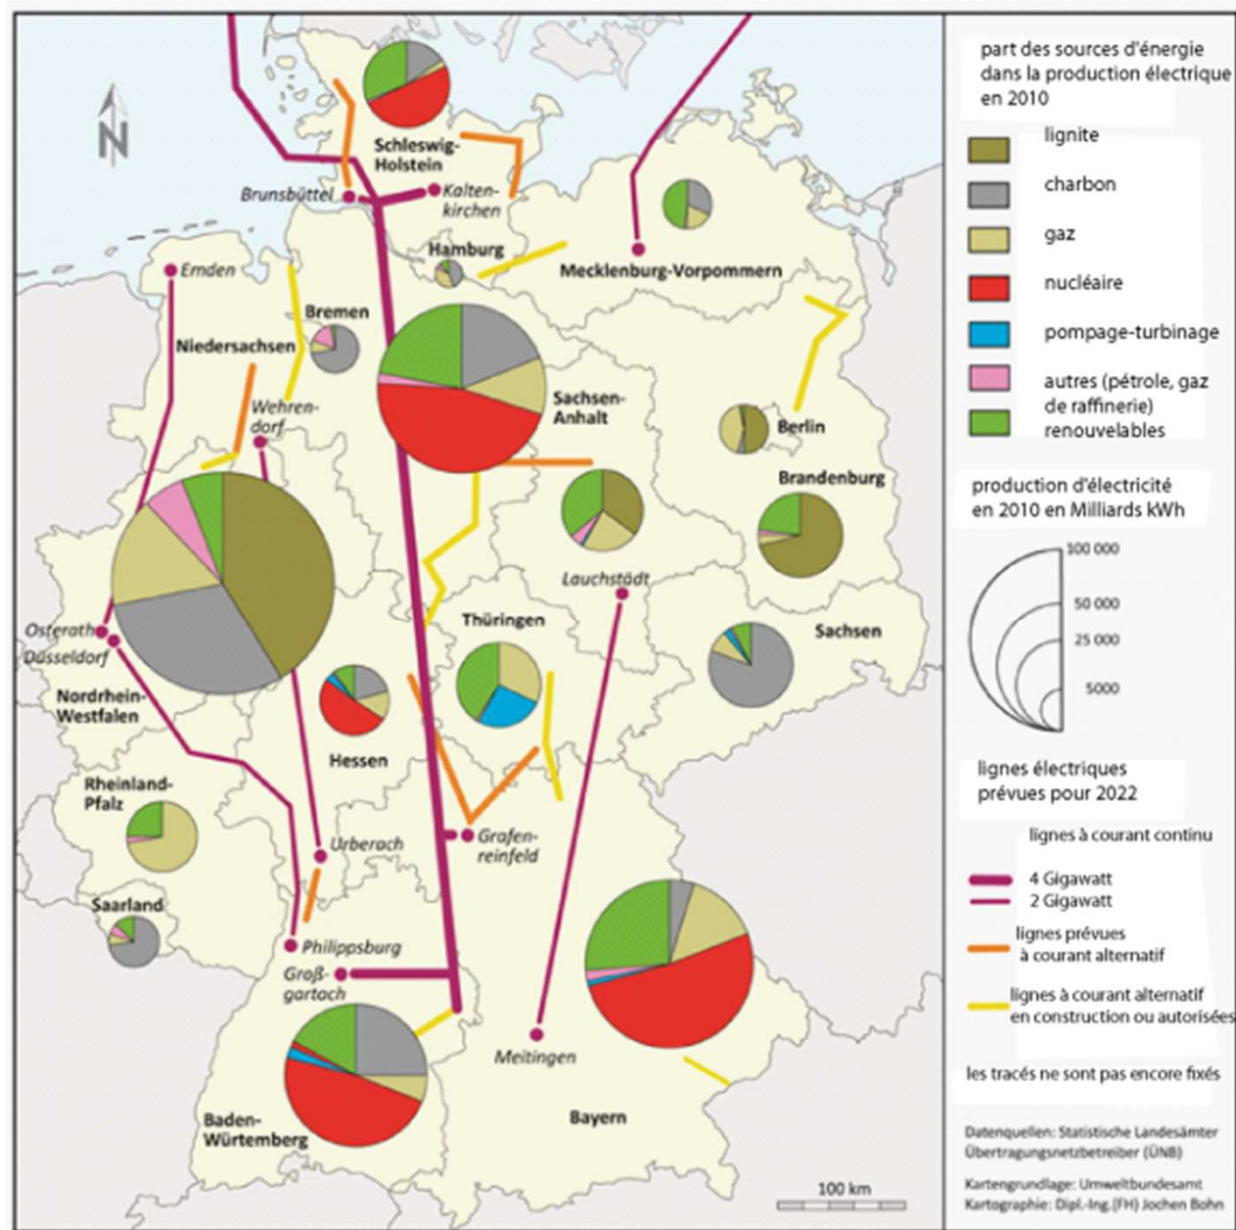 N
Schleswig-
Holstein
Brunsbüttel
Kalten-
kirchen
Hamburg
Mecklenburg-Vorpommern
Emden
Bremen
Niedersachsen
Wehren-
dorf
Sachsen-
Anhalt
Berlin
Brandenburg
Lauchstädt
Thüringen
Sachsen
Osterath
Düsseldorf
Nordrhein-
Westfalen
Hessen
Rheinland-
Pfalz
Urberach
Grafen-
reinfeld
Saarland
Philippsburg
Groß-
gartach
Meitingen
Baden-
Würtemberg
Bayern
100 km
part des sources d'énergie
dans la production électrique
en 2010
lignite
charbon
gaz
nucléaire
pompage-turbinage
autres (pétrole, gaz
de raffinerie)
renouvelables
production d'électricité
en 2010 en Milliards kWh
100 000
50 000
25 000
5000
lignes électriques
prévues pour 2022
lignes à courant continu
4 Gigawatt
2 Gigawatt
lignes prévues
à courant alternatif
lignes à courant alternatif
en construction ou autorisées
les tracés ne sont pas encore fixés
Datenquellen: Statistische Landesämter
Übertragungsnetzbetreiber (ÜNB)
Kartengrundlage: Umweltbundesamt
Kartographie: Dipl.-Ing.(FH) Jochen Bohn